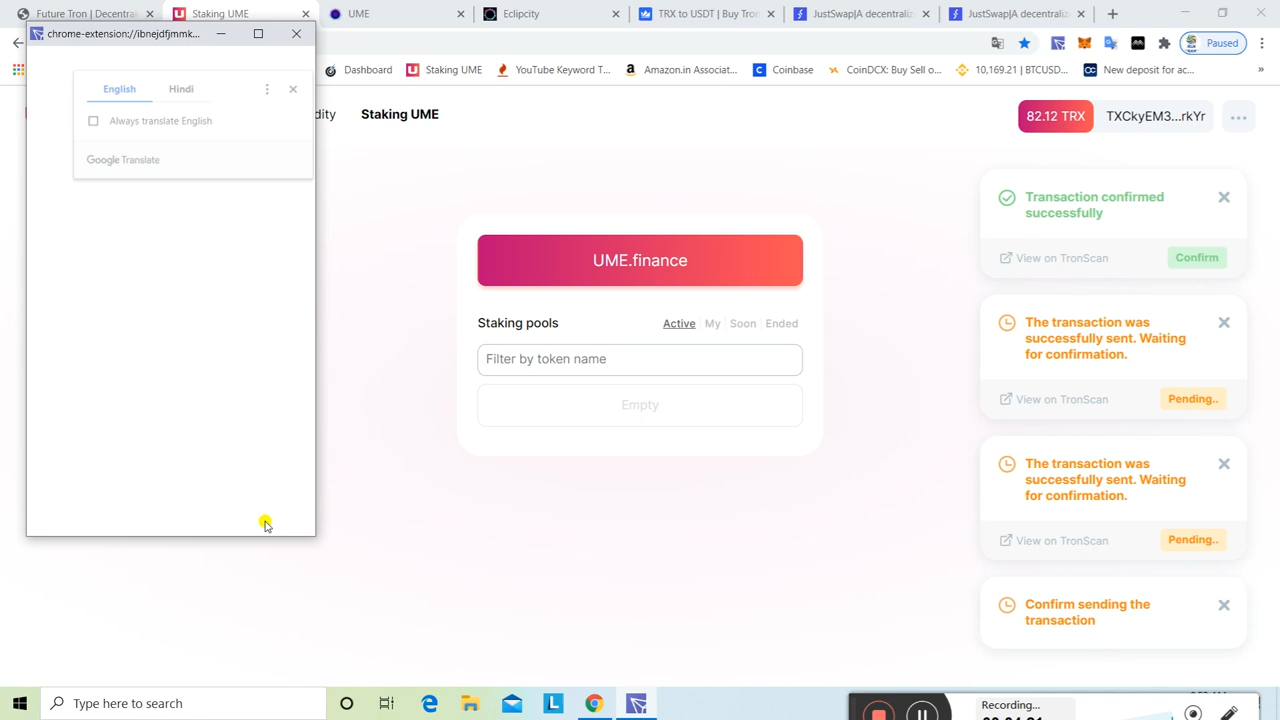 Future Tron | Decentral
Staking UME
UME
Eclipcity
TRX to USDT | BuyTron
JustSwap|A decentraliz
JustSwap|A decentraliz
chrome-extension://ibnejdfjmmk...
Paused
Dashboard
Staking UME
YouTube Keyword T...
Amazon.in Associat...
Coinbase
CoinDCX: Buy Sell o...
10,169.21 | BTCUSD...
New deposit for ac...
»
English
Hindi
Always translate English
Google Translate
dity
Staking UME
82.12 TRX
TXCkyEM3...rkYr
UME.finance
Staking pools
Active
My
Soon
Ended
Filter by token name
Empty
Transaction confirmed
successfully
View on TronScan
Confirm
The transaction was
successfully sent. Waiting
for confirmation.
View on TronScan
Pending..
The transaction was
successfully sent. Waiting
for confirmation.
View on TronScan
Pending..
Confirm sending the
transaction
Type here to search
Recording...